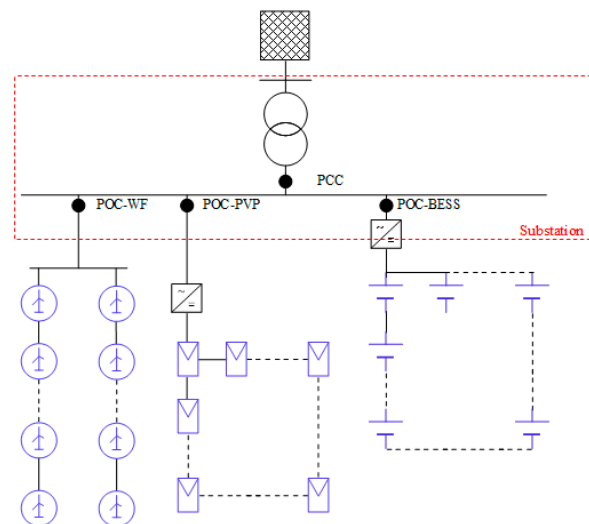 PCC
POC-WF
POC-PVP
POC-BESS
~
=
Substation
~
=